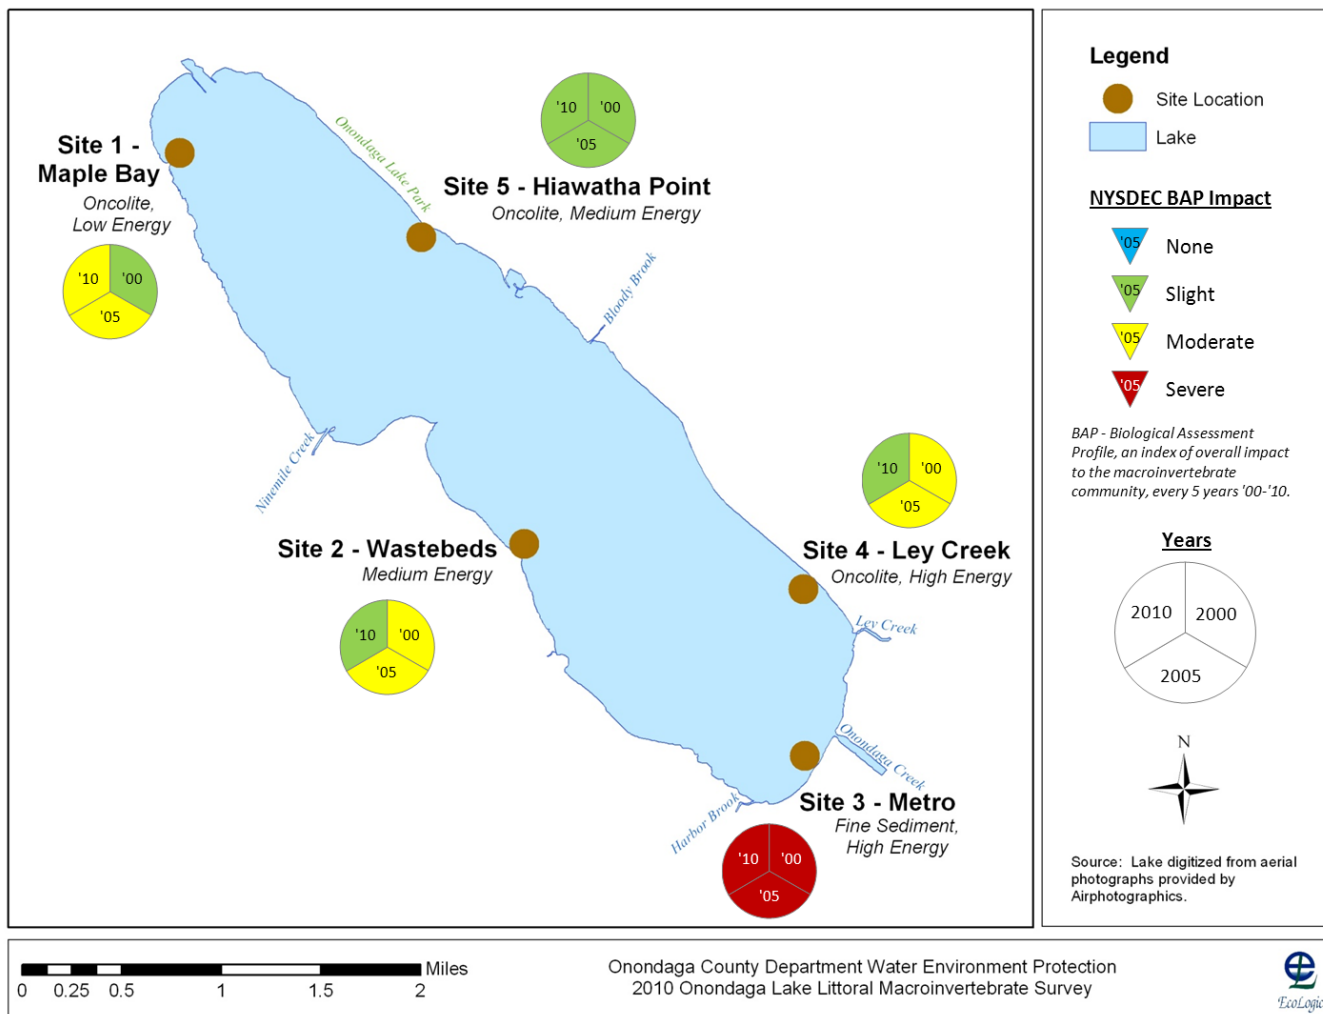 Site 1 -
Maple Bay
Oncolite,
Low Energy
'10
'00
'05
Onondaga Lake Park
'10
'00
'05
Site 5 - Hiawatha Point
Oncolite, Medium Energy
Bloody Brook
Ninemile Creek
Site 2 - Wastebeds
Medium Energy
'10
'00
'05
'10
'00
'05
Site 4 - Ley Creek
Oncolite, High Energy
Ley Creek
Onondaga Creek
Harbor Brook
Site 3 - Metro
Fine Sediment,
High Energy
'10
'00
'05
Legend
Site Location
Lake
NYSDEC BAP Impact
'05 None
'05 Slight
'05 Moderate
'05 Severe
BAP - Biological Assessment
Profile, an index of overall impact
to the macroinvertebrate
community, every 5 years '00-'10.
Years
2010
2000
2005
N
Source: Lake digitized from aerial
photographs provided by
Airphotographics.
0 0.25 0.5 1 1.5 2 Miles
Onondaga County Department Water Environment Protection
2010 Onondaga Lake Littoral Macroinvertebrate Survey
EcoLogic